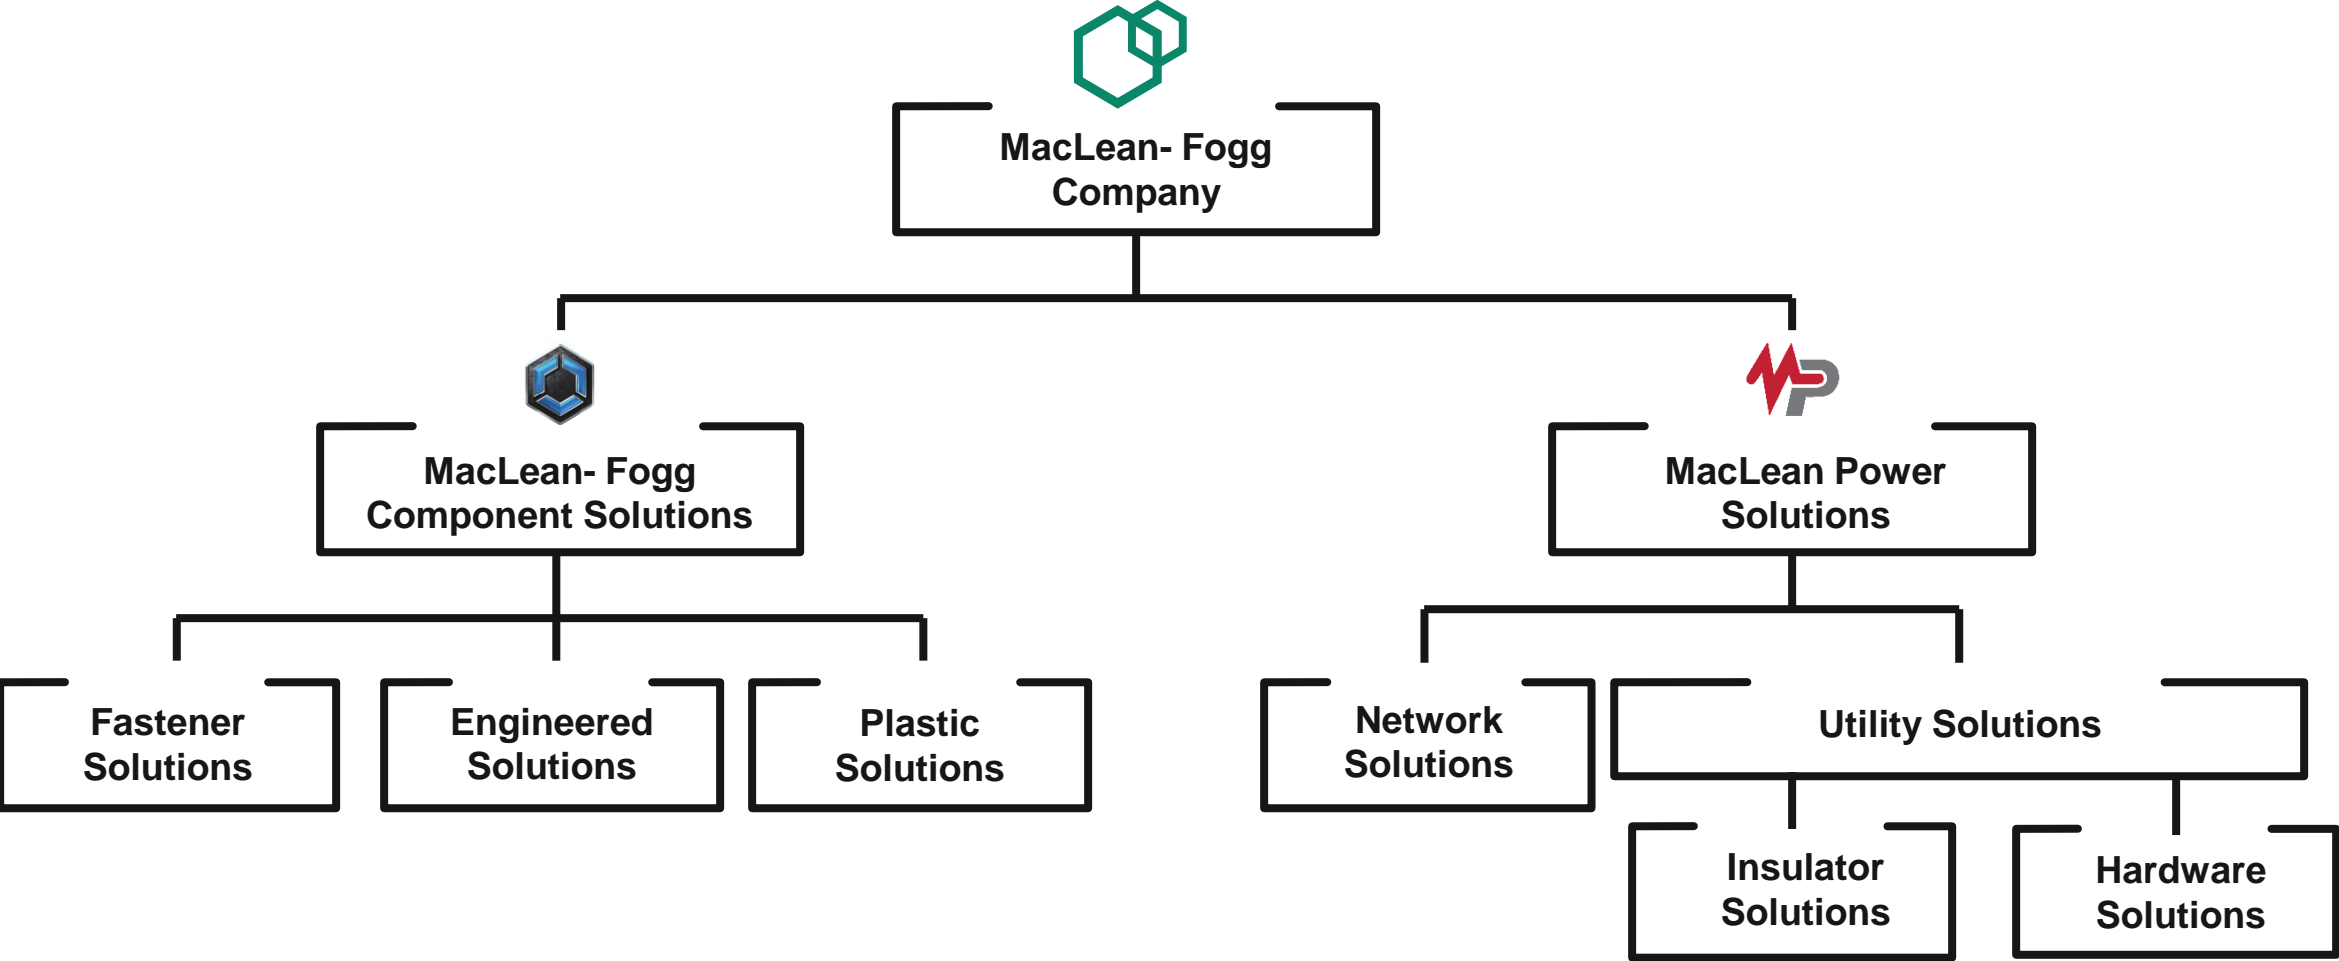 MacLean- Fogg
Company
MacLean- Fogg
Component Solutions
MacLean Power
Solutions
Fastener
Solutions
Engineered
Solutions
Plastic
Solutions
Network
Solutions
Utility Solutions
Insulator
Solutions
Hardware
Solutions